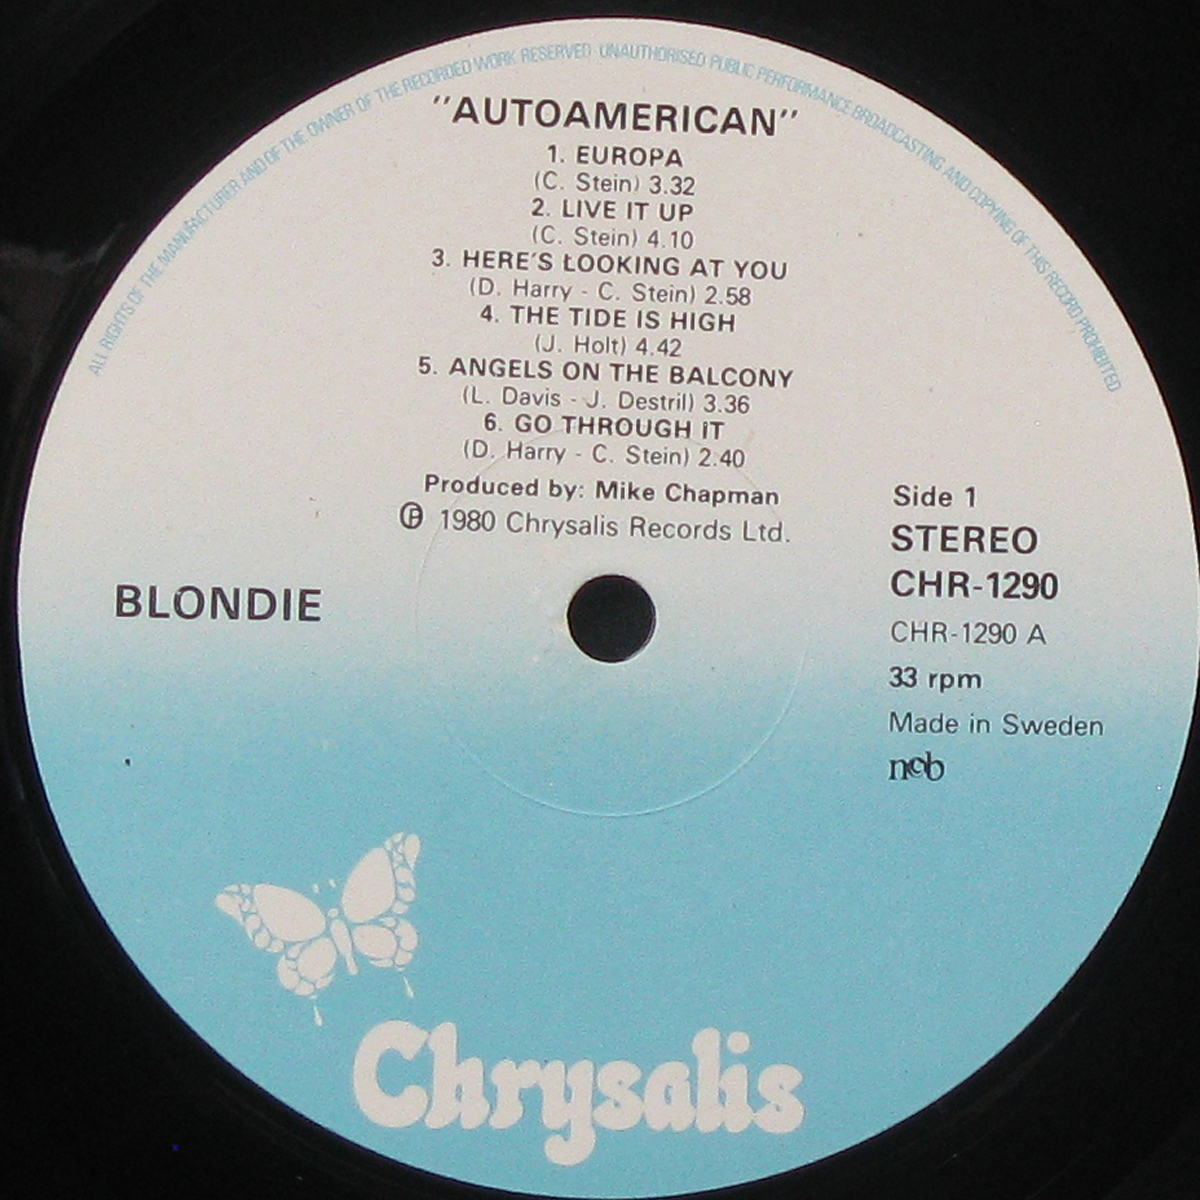 ALL RIGHTS OF THE MANUFACTURER AND OF THE OWNER OF THE RECORDED WORK RESERVED · UNAUTHORISED PUBLIC PERFORMANCE BROADCASTING AND COPYING OF THIS RECORD PROHIBITED
"AUTOAMERICAN"
1. EUROPA
(C. Stein) 3.32
2. LIVE IT UP
(C. Stein) 4.10
3. HERE'S LOOKING AT YOU
(D. Harry - C. Stein) 2.58
4. THE TIDE IS HIGH
(J. Holt) 4.42
5. ANGELS ON THE BALCONY
(L. Davis - J. Destril) 3.36
6. GO THROUGH IT
(D. Harry - C. Stein) 2.40
Produced by: Mike Chapman
℗ 1980 Chrysalis Records Ltd.
BLONDIE
Side 1
STEREO
CHR-1290
CHR-1290 A
33 rpm
Made in Sweden
ncb
Chrysalis